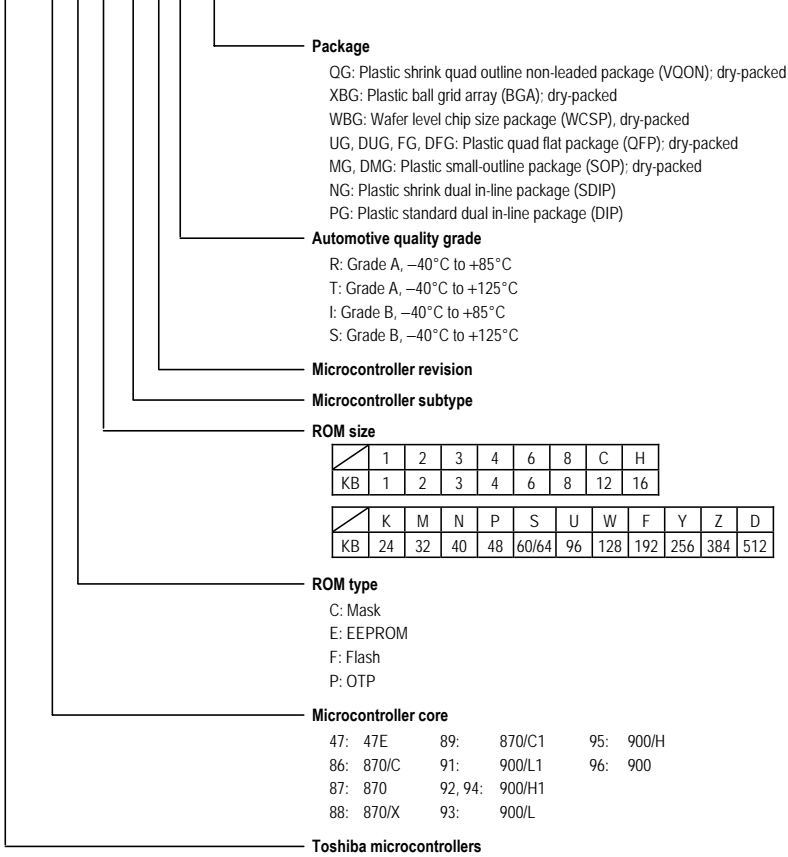 Package
QG: Plastic shrink quad outline non-leaded package (VQON); dry-packed
XBG: Plastic ball grid array (BGA); dry-packed
WBG: Wafer level chip size package (WCSP), dry-packed
UG, DUG, FG, DFG: Plastic quad flat package (QFP); dry-packed
MG, DMG: Plastic small-outline package (SOP); dry-packed
NG: Plastic shrink dual in-line package (SDIP)
PG: Plastic standard dual in-line package (DIP)
Automotive quality grade
R: Grade A, –40°C to +85°C
T: Grade A, –40°C to +125°C
I: Grade B, –40°C to +85°C
S: Grade B, –40°C to +125°C
Microcontroller revision
Microcontroller subtype
ROM size
1 2 3 4 6 8 C H
KB 1 2 3 4 6 8 12 16
K M N P S U W F Y Z D
KB 24 32 40 48 60/64 96 128 192 256 384 512
ROM type
C: Mask
E: EEPROM
F: Flash
P: OTP
Microcontroller core
47: 47E 89: 870/C1 95: 900/H
86: 870/C 91: 900/L1 96: 900
87: 870 92, 94: 900/H1
88: 870/X 93: 900/L
Toshiba microcontrollers